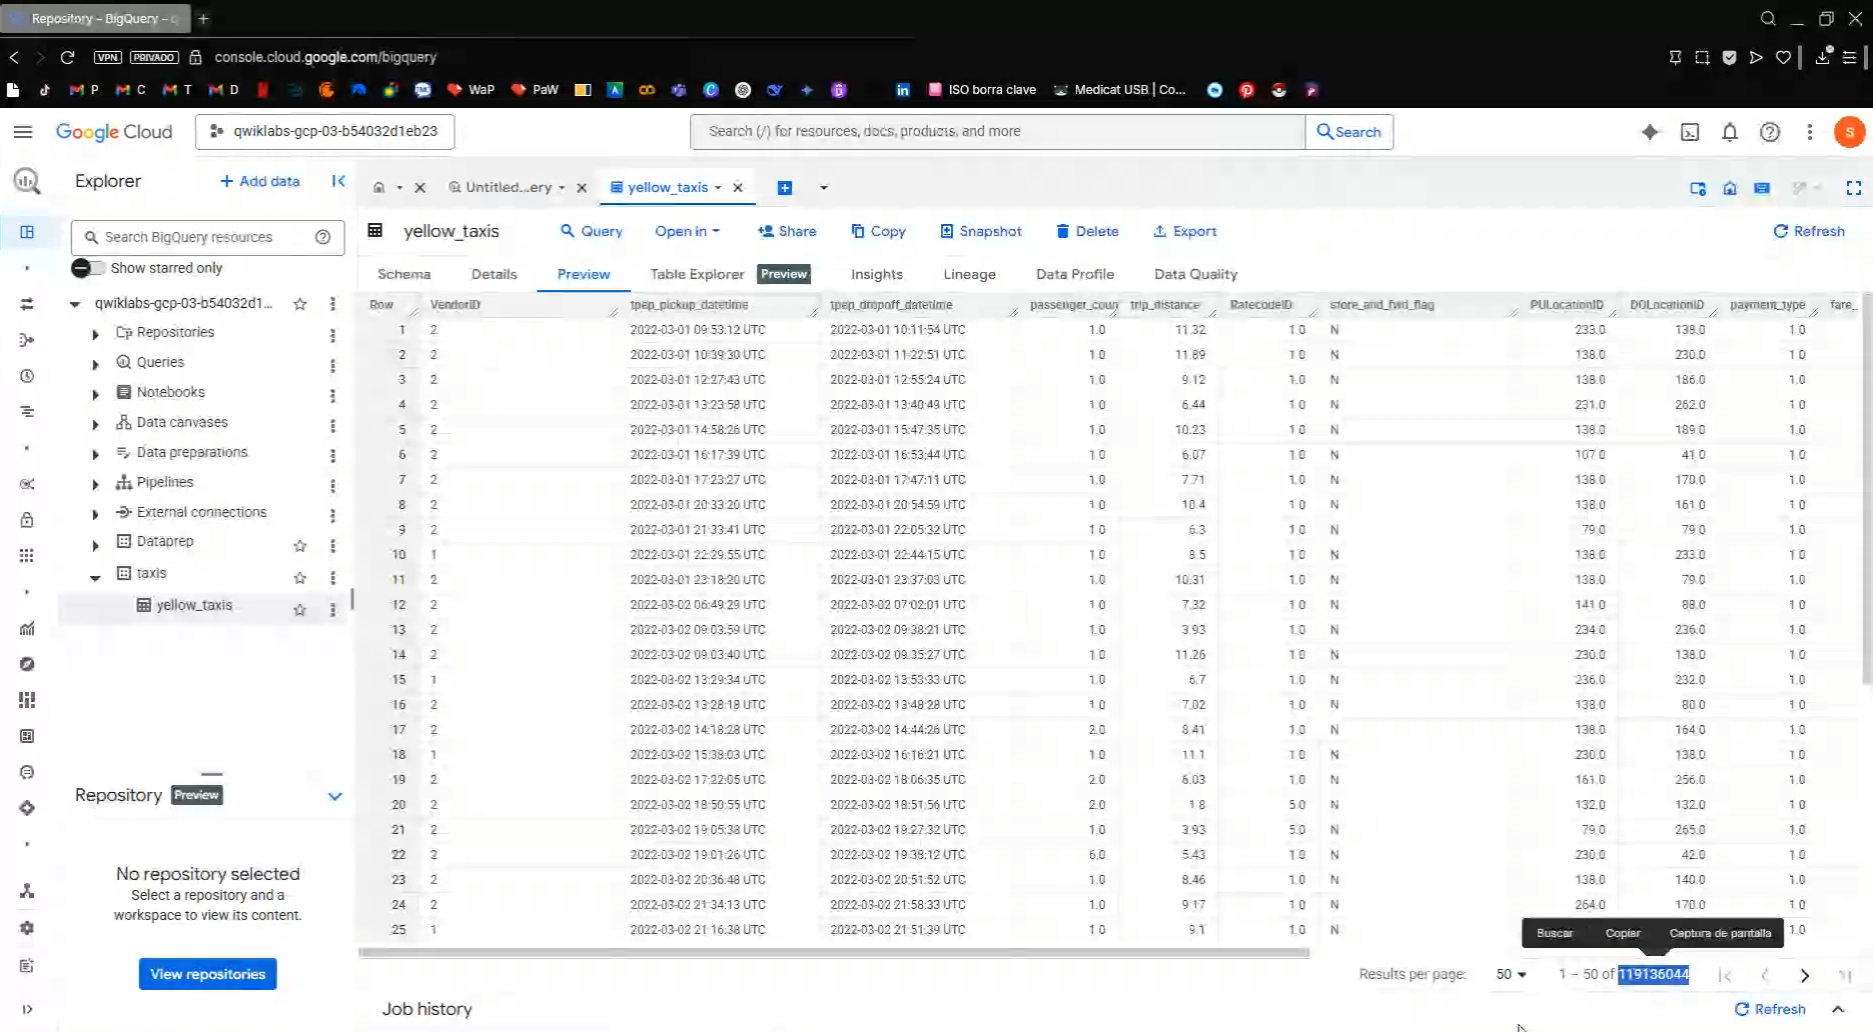 Repository – BigQuery – q
VPN PRIVADO console.cloud.google.com/bigquery
P C T D WaP PaW ISO borra clave Medicat USB | Co...
Google Cloud qwiklabs-gcp-03-b54032d1eb23 Search (/) for resources, docs, products, and more Search S
Explorer + Add data Untitled...ery yellow_taxis
yellow_taxis Query Open in Share Copy Snapshot Delete Export Refresh
Search BigQuery resources
Show starred only
Schema Details Preview Table Explorer Preview Insights Lineage Data Profile Data Quality
qwiklabs-gcp-03-b54032d1...
Repositories
Queries
Notebooks
Data canvases
Data preparations
Pipelines
External connections
Dataprep
taxis
yellow_taxis
Row VendorID tpep_pickup_datetime tpep_dropoff_datetime passenger_coun trip_distance RatecodeID store_and_fwd_flag PULocationID DOLocationID payment_type fare_
1 2 2022-03-01 09:53:12 UTC 2022-03-01 10:11:54 UTC 1.0 11.32 1.0 N 233.0 138.0 1.0
2 2 2022-03-01 10:39:30 UTC 2022-03-01 11:22:51 UTC 1.0 11.89 1.0 N 138.0 230.0 1.0
3 2 2022-03-01 12:27:43 UTC 2022-03-01 12:55:24 UTC 1.0 9.12 1.0 N 138.0 186.0 1.0
4 2 2022-03-01 13:23:58 UTC 2022-03-01 13:40:49 UTC 1.0 6.44 1.0 N 231.0 262.0 1.0
5 2 2022-03-01 14:58:26 UTC 2022-03-01 15:47:35 UTC 1.0 10.23 1.0 N 138.0 189.0 1.0
6 2 2022-03-01 16:17:39 UTC 2022-03-01 16:53:44 UTC 1.0 6.07 1.0 N 107.0 41.0 1.0
7 2 2022-03-01 17:23:27 UTC 2022-03-01 17:47:11 UTC 1.0 7.71 1.0 N 138.0 170.0 1.0
8 2 2022-03-01 20:33:20 UTC 2022-03-01 20:54:59 UTC 1.0 10.4 1.0 N 138.0 161.0 1.0
9 2 2022-03-01 21:33:41 UTC 2022-03-01 22:05:32 UTC 1.0 6.3 1.0 N 79.0 79.0 1.0
10 1 2022-03-01 22:29:55 UTC 2022-03-01 22:44:15 UTC 1.0 8.5 1.0 N 138.0 233.0 1.0
11 2 2022-03-01 23:18:20 UTC 2022-03-01 23:37:03 UTC 1.0 10.31 1.0 N 138.0 79.0 1.0
12 2 2022-03-02 06:49:29 UTC 2022-03-02 07:02:01 UTC 1.0 7.32 1.0 N 141.0 88.0 1.0
13 2 2022-03-02 09:03:59 UTC 2022-03-02 09:38:21 UTC 1.0 3.93 1.0 N 234.0 236.0 1.0
14 2 2022-03-02 09:03:40 UTC 2022-03-02 09:35:27 UTC 1.0 11.26 1.0 N 230.0 138.0 1.0
15 1 2022-03-02 13:29:34 UTC 2022-03-02 13:53:33 UTC 1.0 6.7 1.0 N 236.0 232.0 1.0
16 2 2022-03-02 13:28:18 UTC 2022-03-02 13:48:28 UTC 1.0 7.02 1.0 N 138.0 80.0 1.0
17 2 2022-03-02 14:18:28 UTC 2022-03-02 14:44:26 UTC 2.0 8.41 1.0 N 138.0 164.0 1.0
18 1 2022-03-02 15:38:03 UTC 2022-03-02 16:16:21 UTC 1.0 11.1 1.0 N 230.0 138.0 1.0
19 2 2022-03-02 17:22:05 UTC 2022-03-02 18:06:35 UTC 2.0 6.03 1.0 N 161.0 256.0 1.0
20 2 2022-03-02 18:50:55 UTC 2022-03-02 18:51:56 UTC 2.0 1.8 5.0 N 132.0 132.0 1.0
21 2 2022-03-02 19:05:38 UTC 2022-03-02 19:27:32 UTC 1.0 3.93 5.0 N 79.0 265.0 1.0
22 2 2022-03-02 19:01:26 UTC 2022-03-02 19:38:12 UTC 6.0 5.43 1.0 N 230.0 42.0 1.0
23 2 2022-03-02 20:36:48 UTC 2022-03-02 20:51:52 UTC 1.0 8.46 1.0 N 138.0 140.0 1.0
24 2 2022-03-02 21:34:13 UTC 2022-03-02 21:58:33 UTC 1.0 9.17 1.0 N 264.0 170.0 1.0
25 1 2022-03-02 21:16:38 UTC 2022-03-02 21:51:39 UTC 1.0 9.1 1.0 N 1.0
Repository Preview
No repository selected
Select a repository and a
workspace to view its content.
View repositories
Buscar Copiar Captura de pantalla
Results per page: 50 1 – 50 of 119136044
Job history Refresh